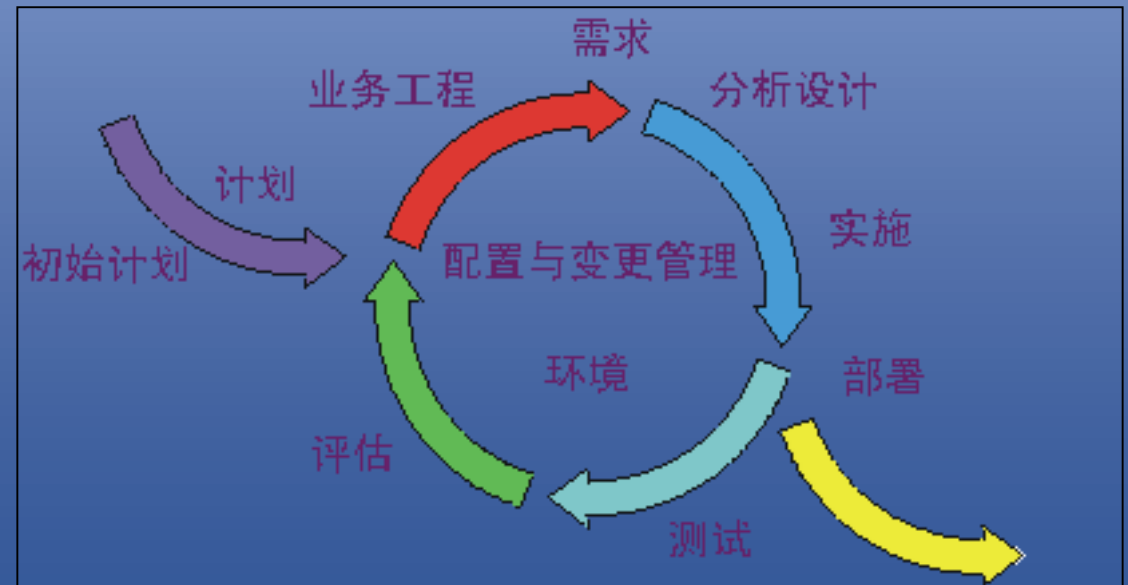 需求
业务工程
分析设计
计划
实施
初始计划
配置与变更管理
环境
部署
评估
测试